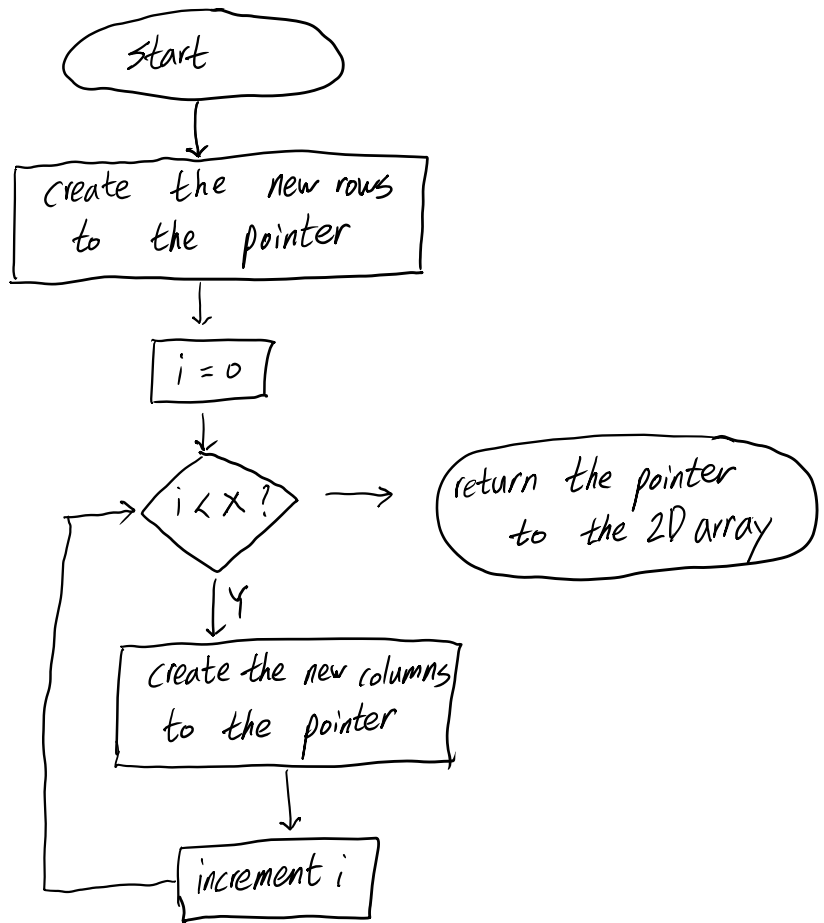 start
create the new rows
to the pointer
i = 0
i < x ?
return the pointer
to the 2D array
Y
create the new columns
to the pointer
increment i